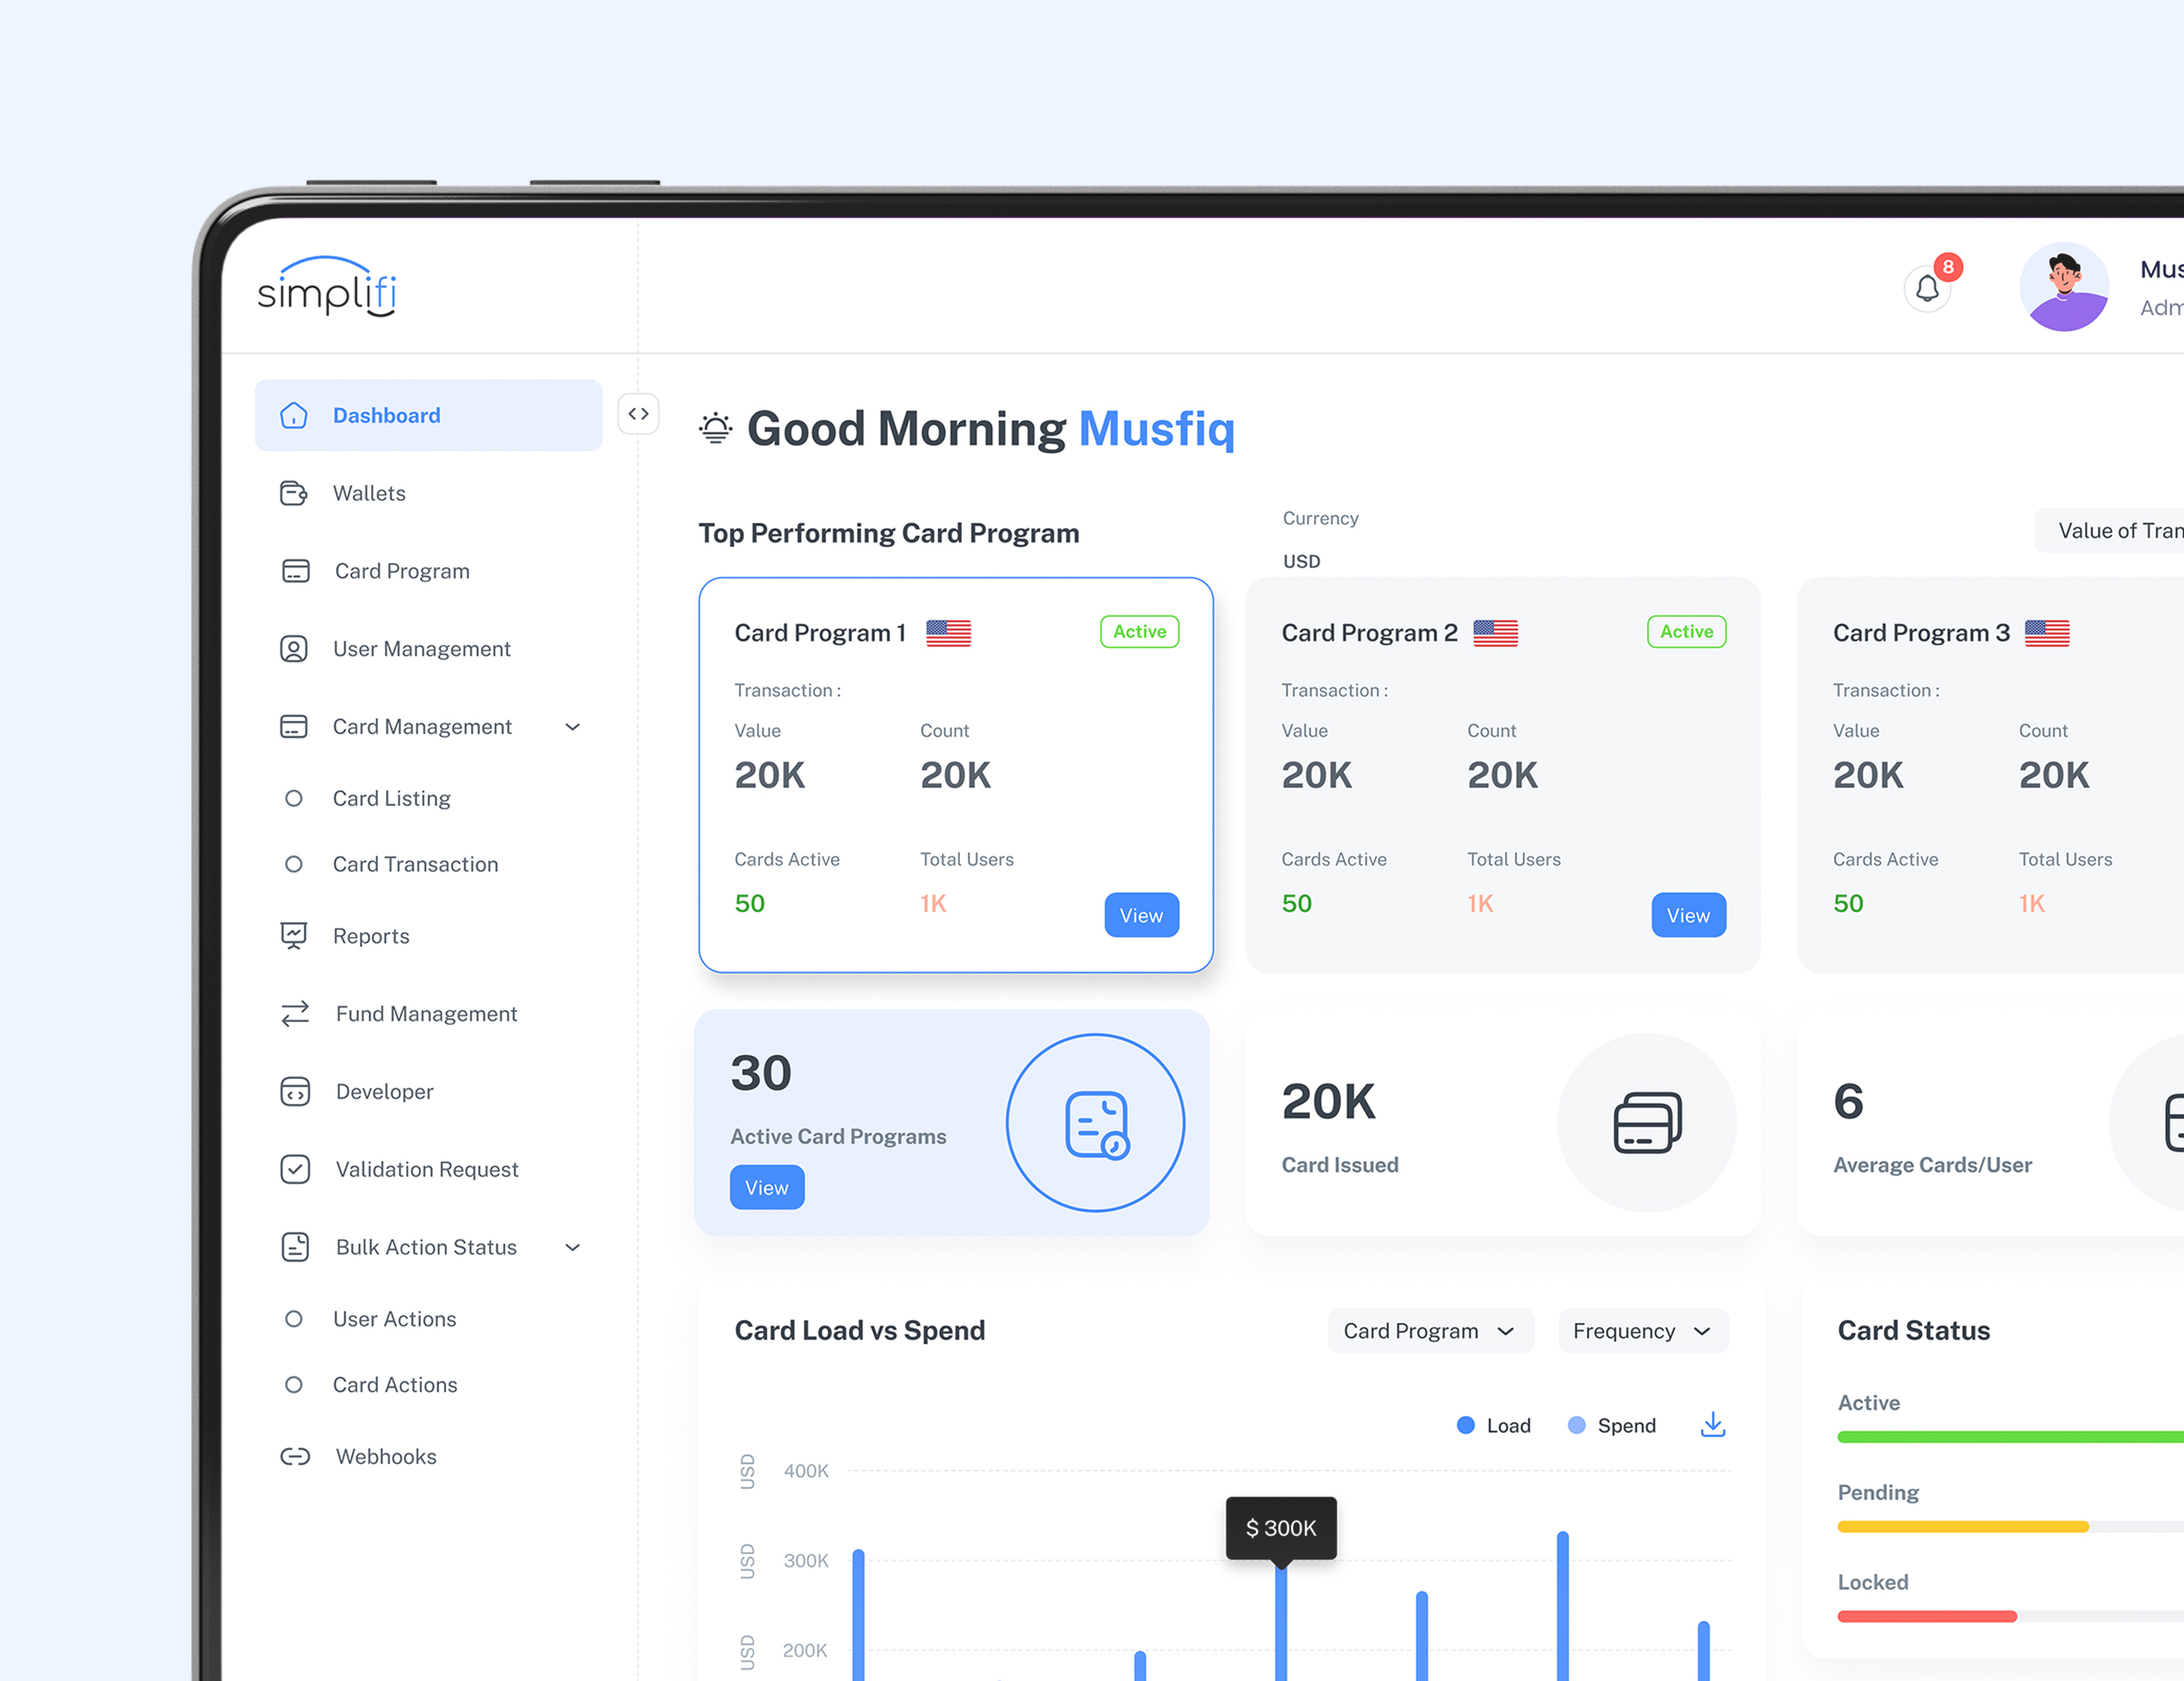 simplifi
8
Mus
Adm
Dashboard
Wallets
Card Program
User Management
Card Management
Card Listing
Card Transaction
Reports
Fund Management
Developer
Validation Request
Bulk Action Status
User Actions
Card Actions
Webhooks
Good Morning Musfiq
Top Performing Card Program
Currency
USD
Value of Tran
Card Program 1
Active
Transaction :
Value
Count
20K
20K
Cards Active
Total Users
50
1K
View
Card Program 2
Active
Transaction :
Value
Count
20K
20K
Cards Active
Total Users
50
1K
View
Card Program 3
Transaction :
Value
Count
20K
20K
Cards Active
Total Users
50
1K
30
Active Card Programs
View
20K
Card Issued
6
Average Cards/User
Card Load vs Spend
Card Program
Frequency
Load
Spend
USD
400K
$ 300K
USD
300K
USD
200K
Card Status
Active
Pending
Locked